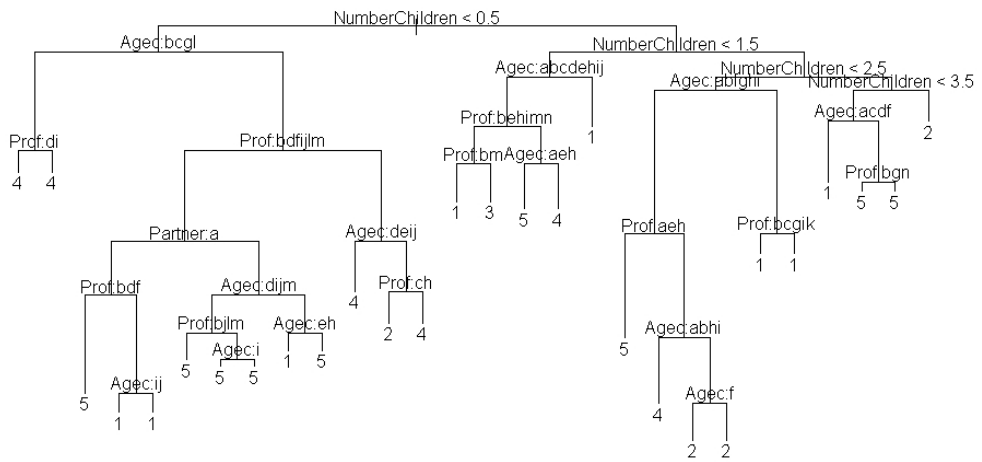 NumberChildren < 0.5
Agec:bcgl
NumberChildren < 1.5
Agec:abcdehij
NumberChildren < 2.5
Agec:abfghi
NumberChildren < 3.5
Prof:behimn
Agec:acdf
1
2
Prof:di
Prof:bdfijlm
Prof:bm
Agec:aeh
4
4
1
3
5
4
1
Prof:bgn
5
5
Partner:a
Agec:deij
Prof:aeh
Prof:bcgik
1
1
Prof:bdf
Agec:dijm
4
Prof:ch
2
4
Prof:bjlm
Agec:eh
5
Agec:i
5
5
1
5
5
Agec:abhi
5
Agec:ij
1
1
4
Agec:f
2
2